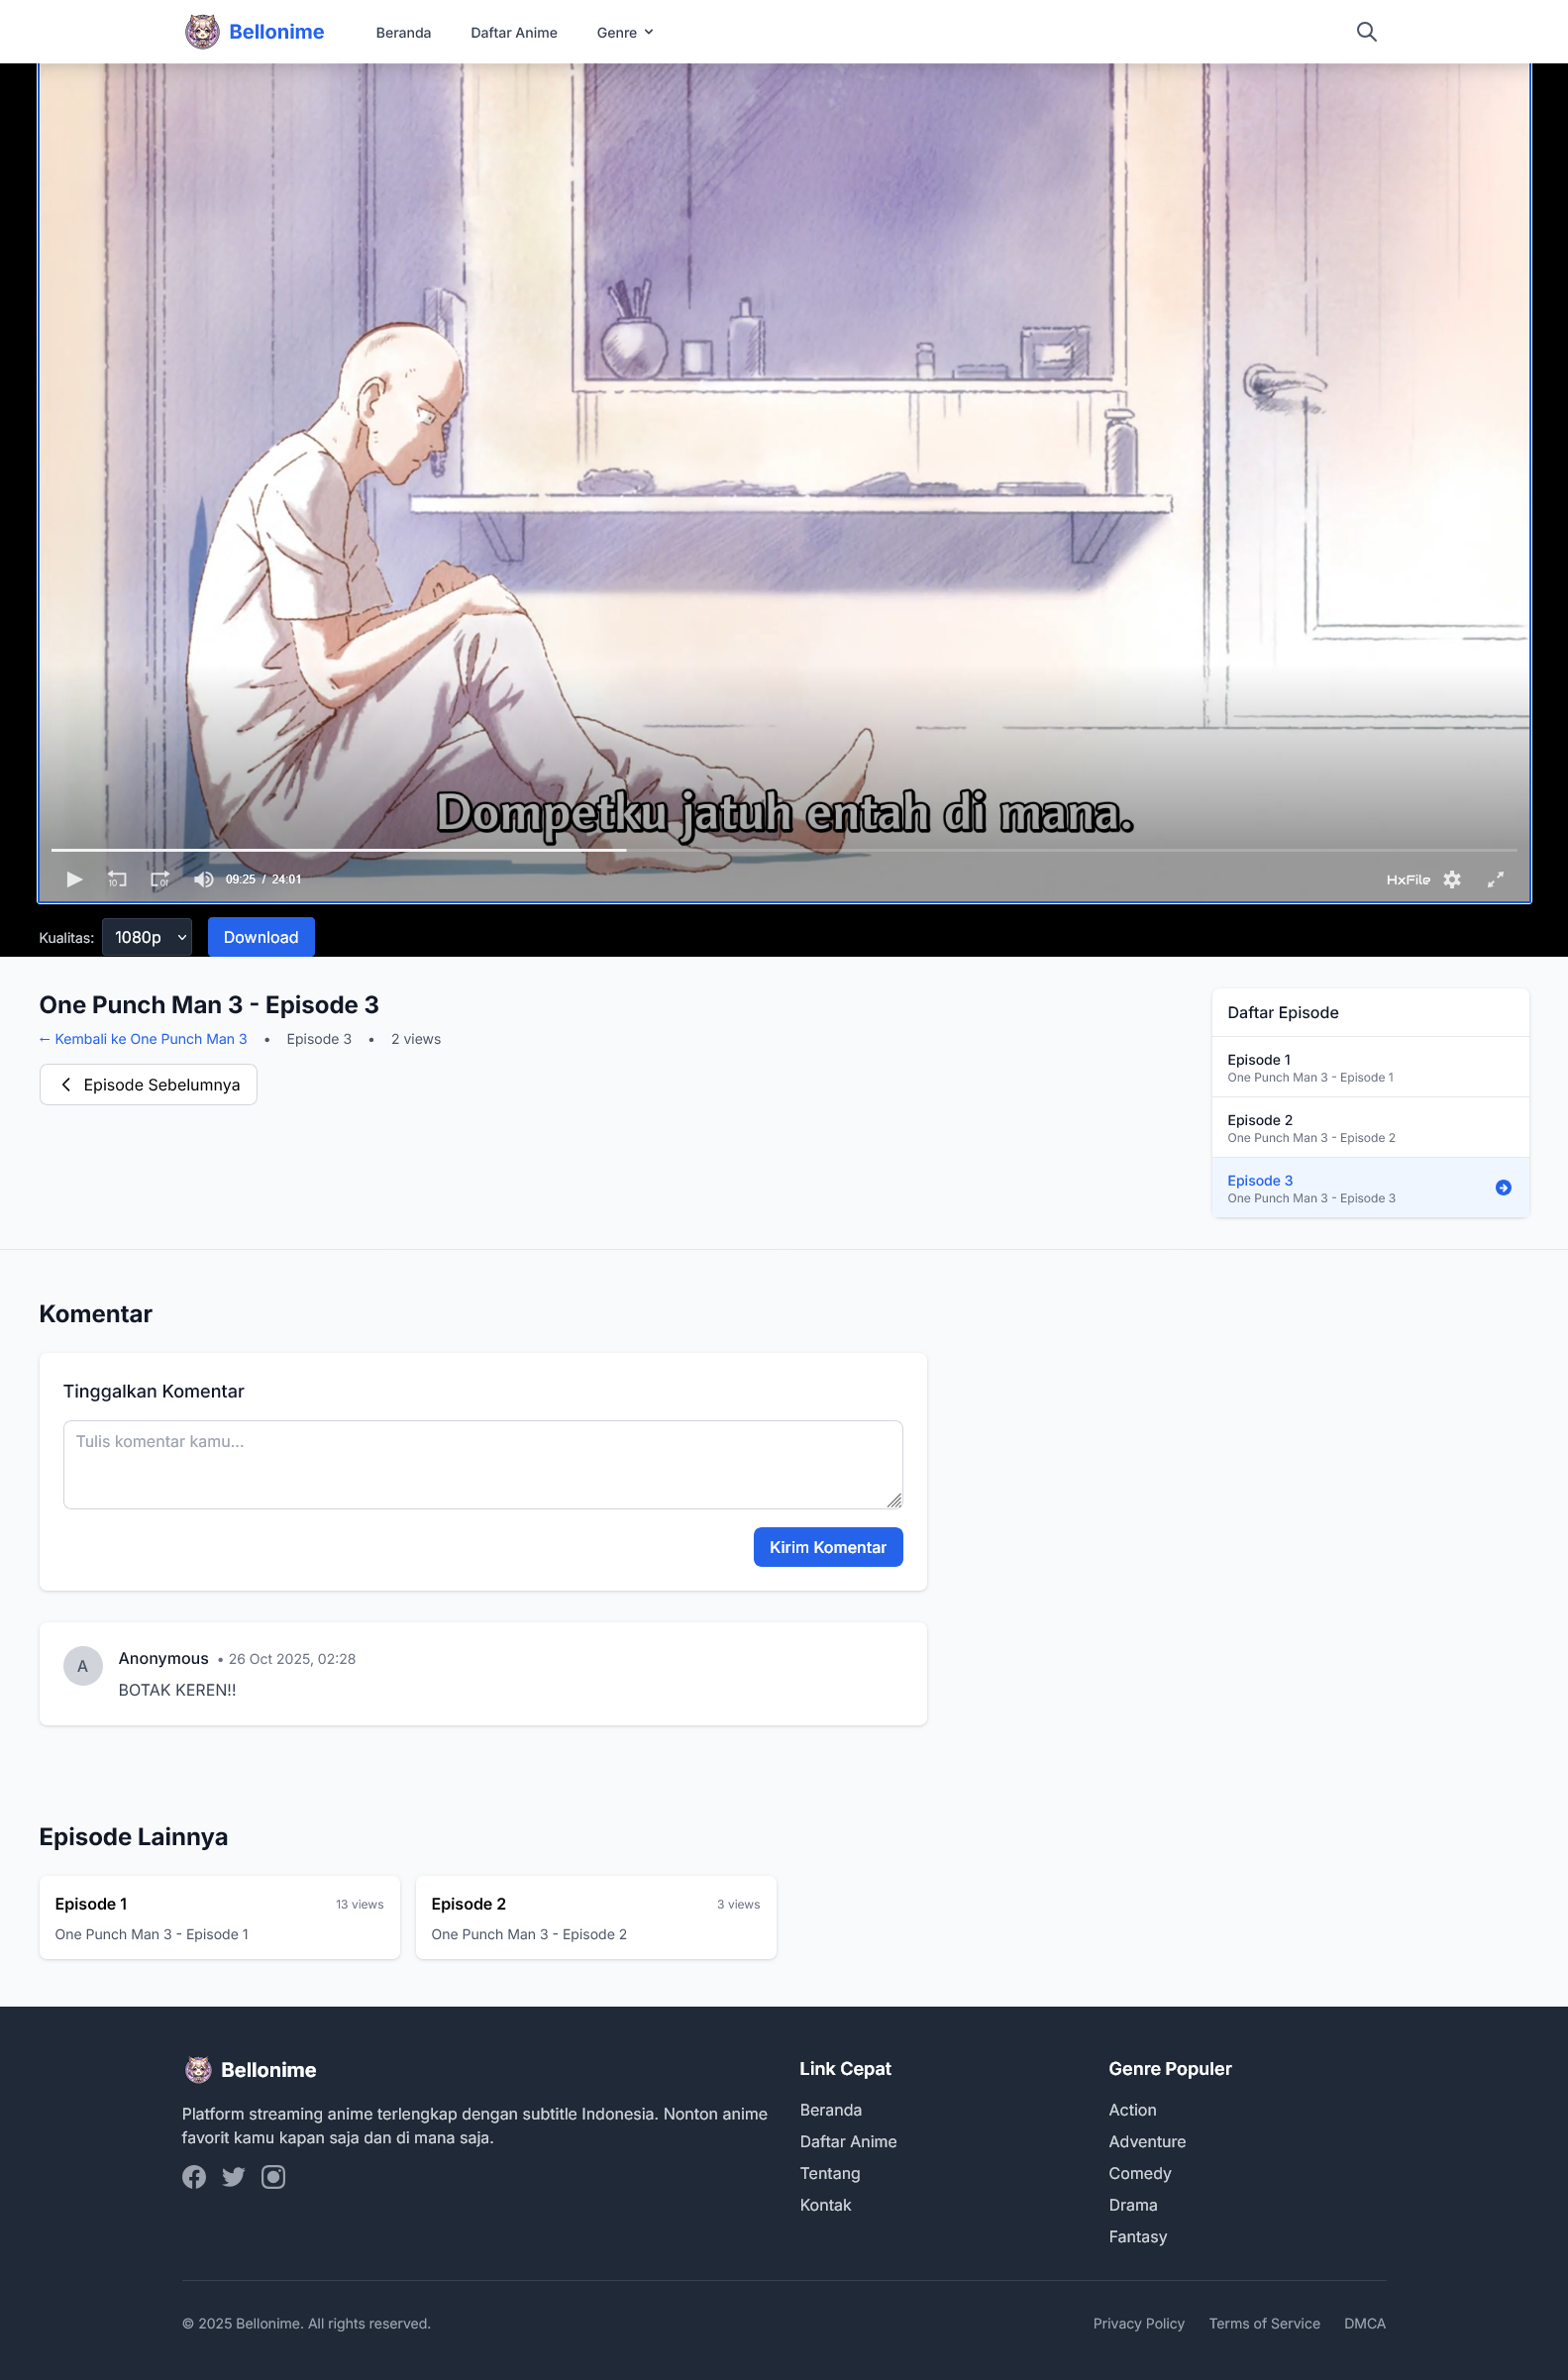 Bellonime
Beranda
Daftar Anime
Genre
Dompetku jatuh entah di mana.
10
10
09:25 / 24:01
HxFile
Kualitas:
1080p
Download
One Punch Man 3 - Episode 3
← Kembali ke One Punch Man 3 • Episode 3 • 2 views
Episode Sebelumnya
Daftar Episode
Episode 1
One Punch Man 3 - Episode 1
Episode 2
One Punch Man 3 - Episode 2
Episode 3
One Punch Man 3 - Episode 3
Komentar
Tinggalkan Komentar
Tulis komentar kamu...
Kirim Komentar
A
Anonymous • 26 Oct 2025, 02:28
BOTAK KEREN!!
Episode Lainnya
Episode 1
13 views
One Punch Man 3 - Episode 1
Episode 2
3 views
One Punch Man 3 - Episode 2
Bellonime
Platform streaming anime terlengkap dengan subtitle Indonesia. Nonton anime
favorit kamu kapan saja dan di mana saja.
Link Cepat
Beranda
Daftar Anime
Tentang
Kontak
Genre Populer
Action
Adventure
Comedy
Drama
Fantasy
© 2025 Bellonime. All rights reserved.
Privacy Policy
Terms of Service
DMCA